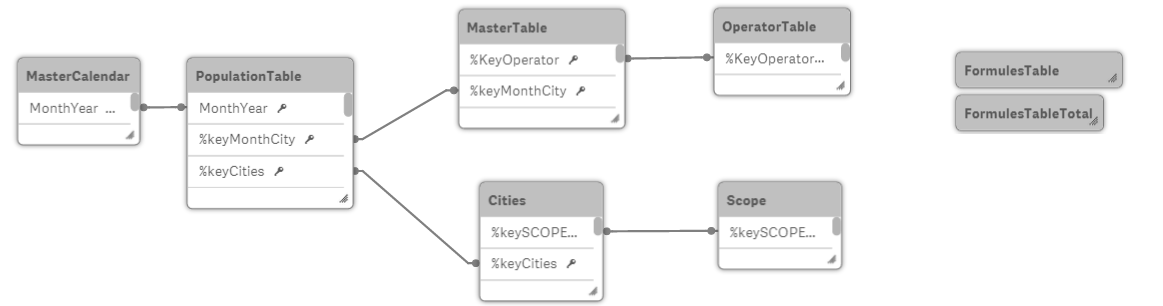 MasterCalendar
MonthYear ...
PopulationTable
MonthYear
%keyMonthCity
%keyCities
MasterTable
%KeyOperator
%keyMonthCity
OperatorTable
%KeyOperator...
Cities
%keySCOPE...
%keyCities
Scope
%keySCOPE...
FormulesTable
FormulesTableTotal